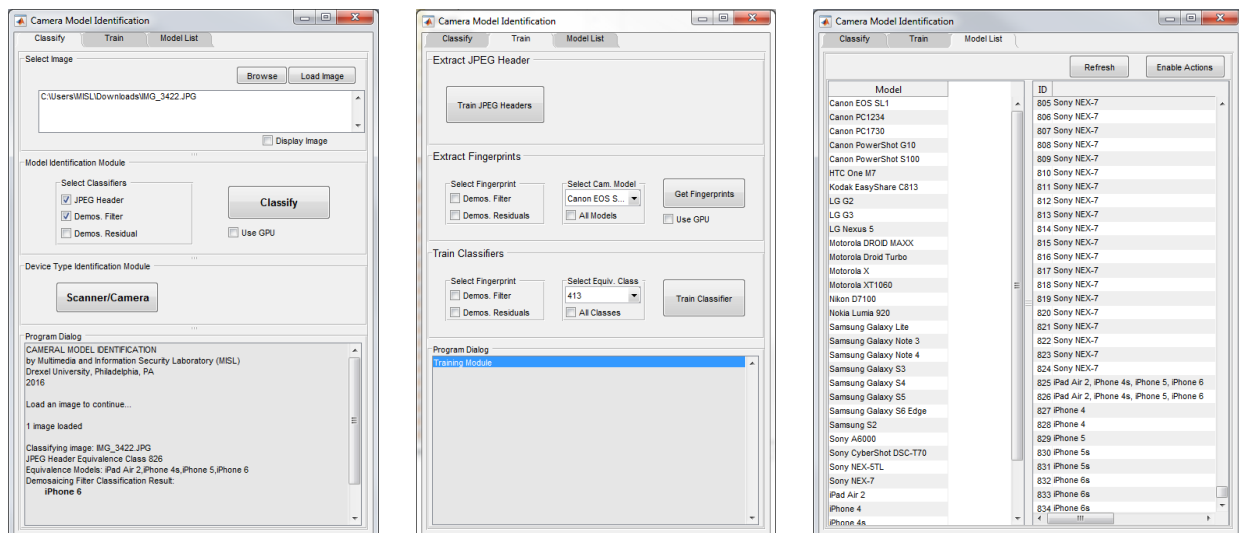 Camera Model Identification
Classify Train Model List
Select Image
Browse Load Image
C:\Users\MISL\Downloads\IMG_3422.JPG
Display Image
Model Identification Module
Select Classifiers
JPEG Header
Demos. Filter
Demos. Residual
Classify
Use GPU
Device Type Identification Module
Scanner/Camera
Program Dialog
CAMERAL MODEL IDENTIFICATION
by Multimedia and Information Security Laboratory (MISL)
Drexel University, Philadelphia, PA
2016
Load an image to continue...
1 image loaded
Classifying image: IMG_3422.JPG
JPEG Header Equivalence Class 826
Equivalence Models: iPad Air 2,iPhone 4s,iPhone 5,iPhone 6
Demosaicing Filter Classification Result:
iPhone 6
Camera Model Identification
Classify Train Model List
Extract JPEG Header
Train JPEG Headers
Extract Fingerprints
Select Fingerprint
Demos. Filter
Demos. Residuals
Select Cam. Model
Canon EOS S...
All Models
Get Fingerprints
Use GPU
Train Classifiers
Select Fingerprint
Demos. Filter
Demos. Residuals
Select Equiv. Class
413
All Classes
Train Classifier
Program Dialog
Training Module
Camera Model Identification
Classify Train Model List
Refresh Enable Actions
Model
Canon EOS SL1
Canon PC1234
Canon PC1730
Canon PowerShot G10
Canon PowerShot S100
HTC One M7
Kodak EasyShare C813
LG G2
LG G3
LG Nexus 5
Motorola DROID MAXX
Motorola Droid Turbo
Motorola X
Motorola XT1060
Nikon D7100
Nokia Lumia 920
Samsung Galaxy Lite
Samsung Galaxy Note 3
Samsung Galaxy Note 4
Samsung Galaxy S3
Samsung Galaxy S4
Samsung Galaxy S5
Samsung Galaxy S6 Edge
Samsung S2
Sony A6000
Sony CyberShot DSC-T70
Sony NEX-5TL
Sony NEX-7
iPad Air 2
iPhone 4
iPhone 4s
ID
805 Sony NEX-7
806 Sony NEX-7
807 Sony NEX-7
808 Sony NEX-7
809 Sony NEX-7
810 Sony NEX-7
811 Sony NEX-7
812 Sony NEX-7
813 Sony NEX-7
814 Sony NEX-7
815 Sony NEX-7
816 Sony NEX-7
817 Sony NEX-7
818 Sony NEX-7
819 Sony NEX-7
820 Sony NEX-7
821 Sony NEX-7
822 Sony NEX-7
823 Sony NEX-7
824 Sony NEX-7
825 iPad Air 2, iPhone 4s, iPhone 5, iPhone 6
826 iPad Air 2, iPhone 4s, iPhone 5, iPhone 6
827 iPhone 4
828 iPhone 4
829 iPhone 5
830 iPhone 5s
831 iPhone 5s
832 iPhone 6s
833 iPhone 6s
834 iPhone 6s